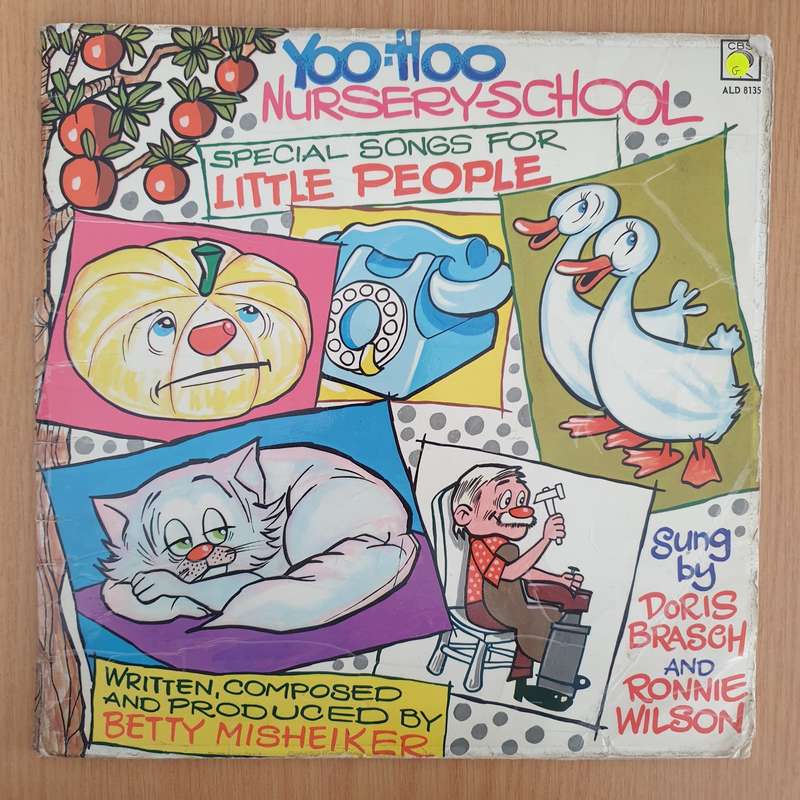 YOO-HOO
NURSERY-SCHOOL
CBS
G
ALD 8135
SPECIAL SONGS FOR
LITTLE PEOPLE
Sung
by
DORIS
BRASCH
AND
RONNIE
WILSON
WRITTEN, COMPOSED
AND PRODUCED BY
BETTY MISHEIKER